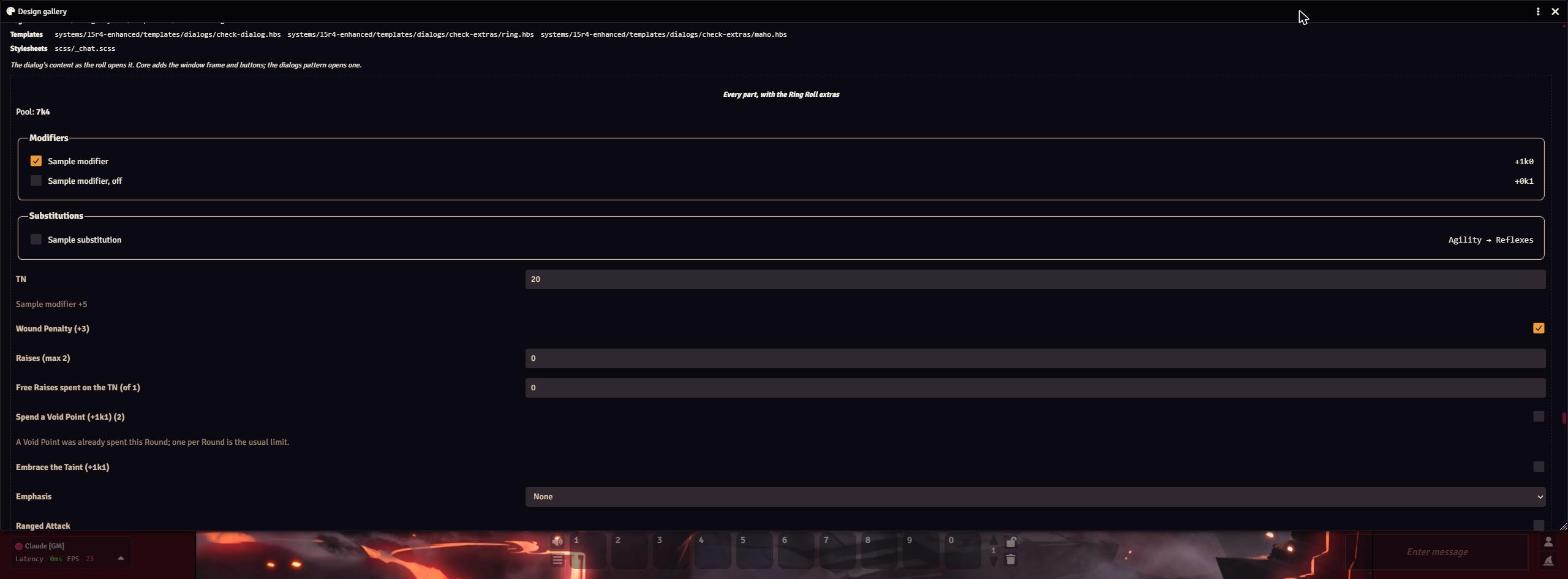 Design gallery
Templates systems/l5r4-enhanced/templates/dialogs/check-dialog.hbs systems/l5r4-enhanced/templates/dialogs/check-extras/ring.hbs systems/l5r4-enhanced/templates/dialogs/check-extras/maho.hbs
Stylesheets scss/_chat.scss
The dialog's content as the roll opens it. Core adds the window frame and buttons; the dialogs pattern opens one.
Every part, with the Ring Roll extras
Pool: 7k4
Modifiers
Sample modifier +1k0
Sample modifier, off +0k1
Substitutions
Sample substitution Agility → Reflexes
TN 20
Sample modifier +5
Wound Penalty (+3)
Raises (max 2) 0
Free Raises spent on the TN (of 1) 0
Spend a Void Point (+1k1) (2)
A Void Point was already spent this Round; one per Round is the usual limit.
Embrace the Taint (+1k1)
Emphasis None
Ranged Attack
Claude [GM]
Latency 0ms FPS 23
1 2 3 4 5 6 7 8 9 0
1
Enter message